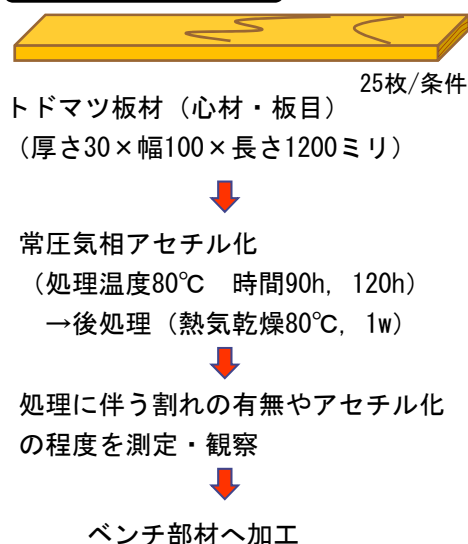 25枚/条件
トドマツ板材（心材・板目）
（厚さ30×幅100×長さ1200ミリ）
常圧気相アセチル化
（処理温度80℃　時間90h, 120h）
→後処理（熱気乾燥80℃, 1w）
処理に伴う割れの有無やアセチル化
の程度を測定・観察
ベンチ部材へ加工